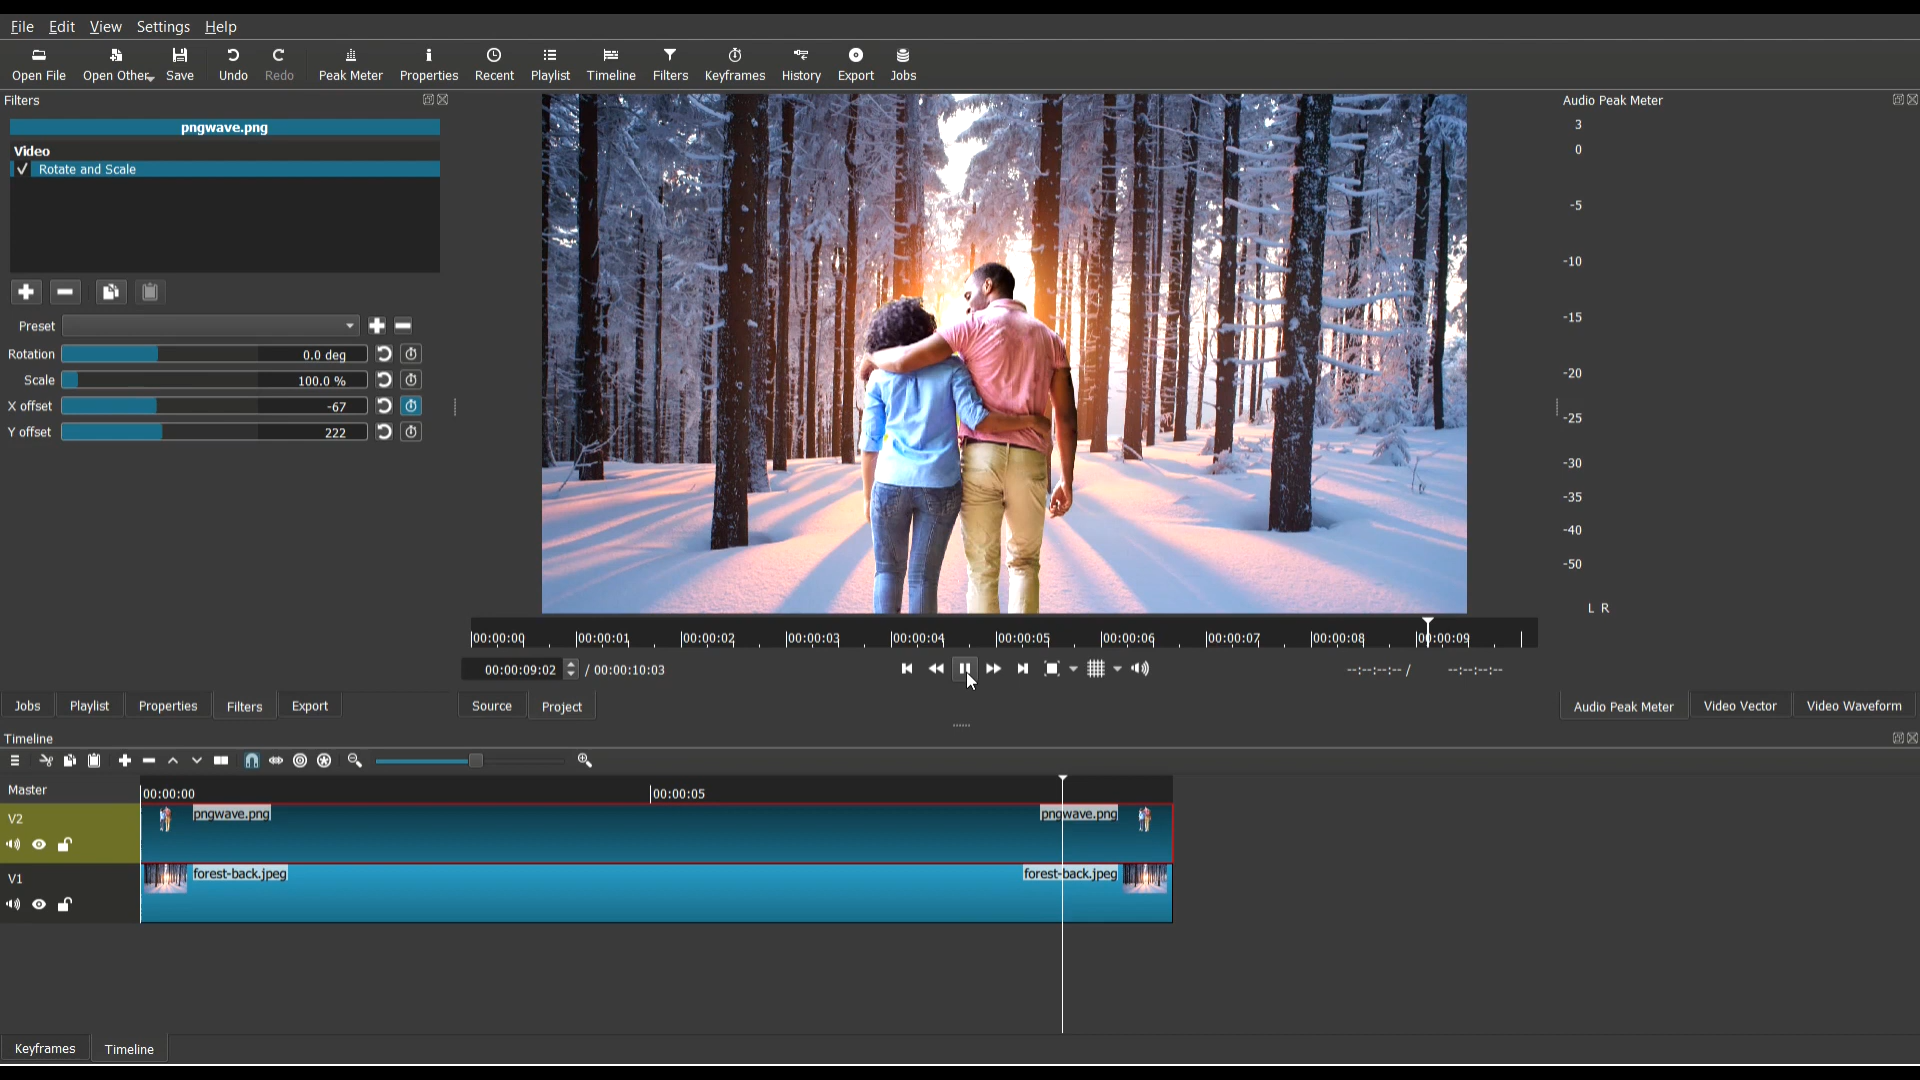 File Edit View Settings Help
Open File Open Other Save Undo Redo Peak Meter Properties Recent Playlist Timeline Filters Keyframes History Export Jobs
Filters
Audio Peak Meter
pngwave.png
Video
Rotate and Scale
Preset
Rotation 0.0 deg
Scale 100.0 %
X offset -67
Y offset 222
3
0
-5
-10
-15
-20
-25
-30
-35
-40
-50
L R
00:00:00 00:00:01 00:00:02 00:00:03 00:00:04 00:00:05 00:00:06 00:00:07 00:00:08 00:00:09
00:00:09:02 / 00:00:10:03 --:--:--:-- / --:--:--:--
Jobs Playlist Properties Filters Export Source Project Audio Peak Meter Video Vector Video Waveform
Timeline
Master 00:00:00 00:00:05
V2 pngwave.png pngwave.png
V1 forest-back.jpeg forest-back.jpeg
Keyframes Timeline